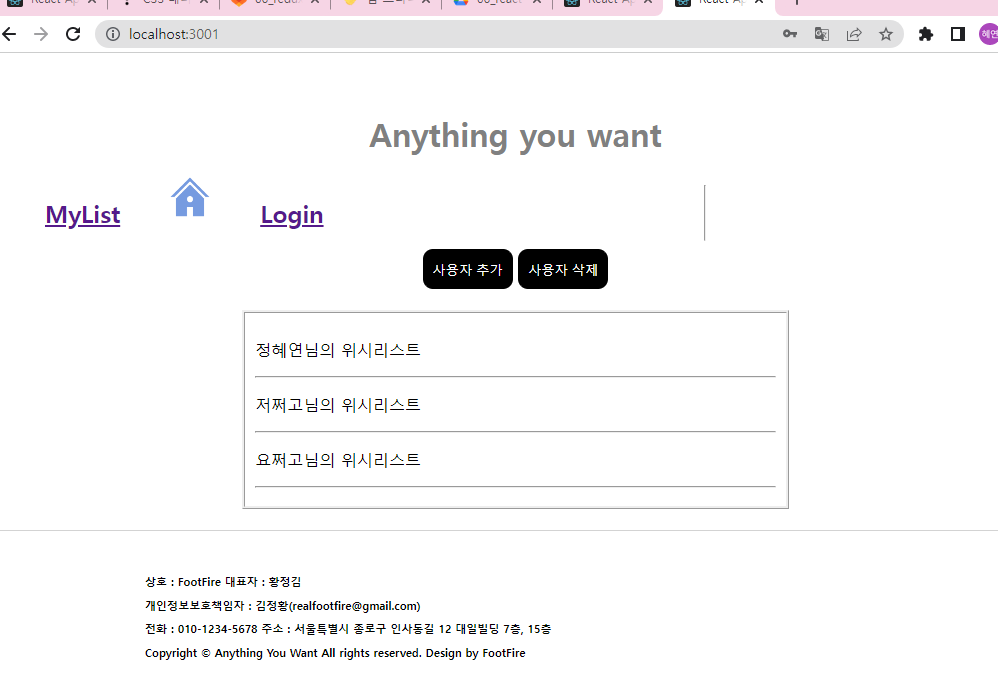 localhost:3001
혜연
Anything you want
MyList
Login
사용자 추가 사용자 삭제
정혜연님의 위시리스트
저쩌고님의 위시리스트
요쩌고님의 위시리스트
상호 : FootFire 대표자 : 황정김
개인정보보호책임자 : 김정황(realfootfire@gmail.com)
전화 : 010-1234-5678 주소 : 서울특별시 종로구 인사동길 12 대일빌딩 7층, 15층
Copyright © Anything You Want All rights reserved. Design by FootFire